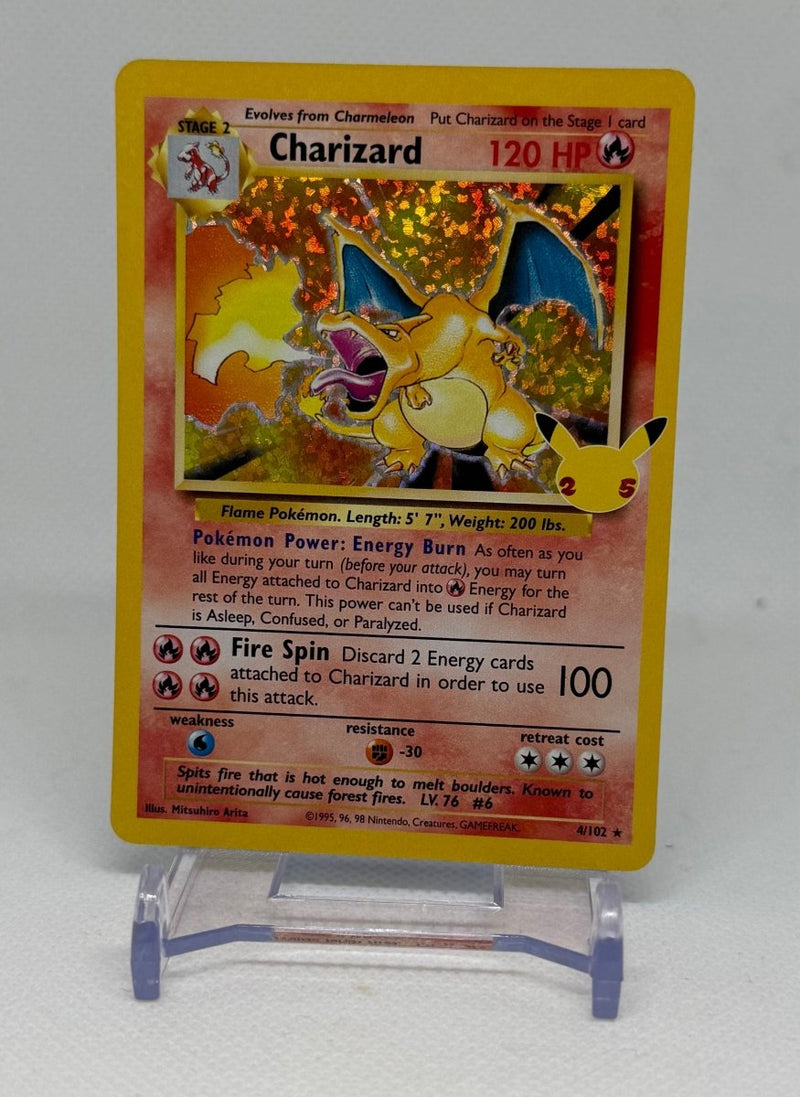 Evolves from Charmeleon Put Charizard on the Stage 1 card
STAGE 2
Charizard 120 HP
2 5
Flame Pokémon. Length: 5' 7", Weight: 200 lbs.
Pokémon Power: Energy Burn As often as you
like during your turn (before your attack), you may turn
all Energy attached to Charizard into Energy for the
rest of the turn. This power can't be used if Charizard
is Asleep, Confused, or Paralyzed.
Fire Spin Discard 2 Energy cards
attached to Charizard in order to use 100
this attack.
weakness resistance retreat cost
-30
Spits fire that is hot enough to melt boulders. Known to
unintentionally cause forest fires. LV. 76 #6
Illus. Mitsuhiro Arita ©1995, 96, 98 Nintendo, Creatures, GAMEFREAK. 4/102 ★